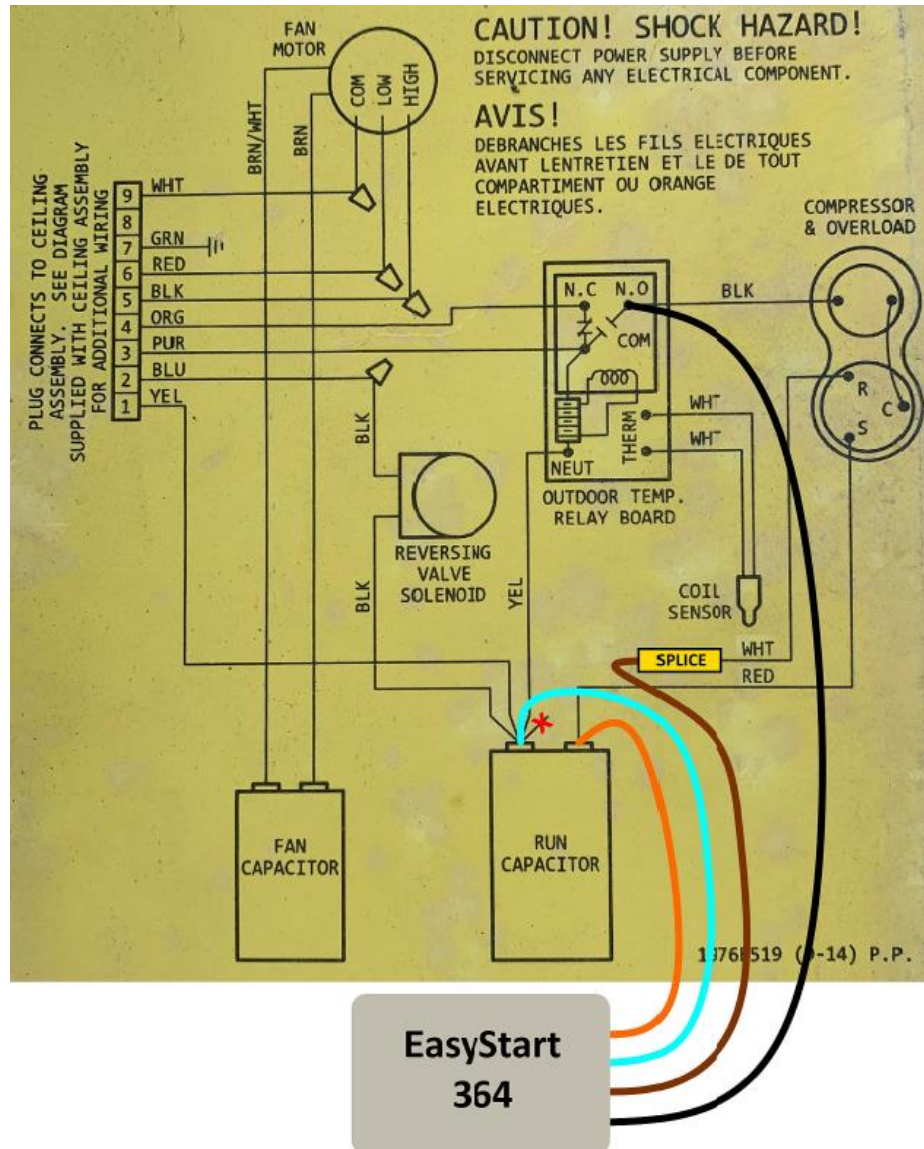 CAUTION! SHOCK HAZARD!
DISCONNECT POWER SUPPLY BEFORE
SERVICING ANY ELECTRICAL COMPONENT.
AVIS!
DEBRANCHES LES FILS ELECTRIQUES
AVANT LENTRETIEN ET LE DE TOUT
COMPARTIMENT OU ORANGE
ELECTRIQUES.
FAN
MOTOR
COM
LOW
HIGH
BRN/WHT
BRN
PLUG CONNECTS TO CEILING
ASSEMBLY. SEE DIAGRAM
SUPPLIED WITH CEILING ASSEMBLY
FOR ADDITIONAL WIRING
9 WHT
8
7 GRN
6 RED
5 BLK
4 ORG
3 PUR
2 BLU
1 YEL
COMPRESSOR
& OVERLOAD
N.C N.O
BLK
COM
R
C
S
WHT
THERM
WHT
NEUT
OUTDOOR TEMP.
RELAY BOARD
BLK
REVERSING
VALVE
SOLENOID
BLK
YEL
COIL
SENSOR
SPLICE
WHT
RED
FAN
CAPACITOR
RUN
CAPACITOR
(9-14) P.P.
EasyStart
364